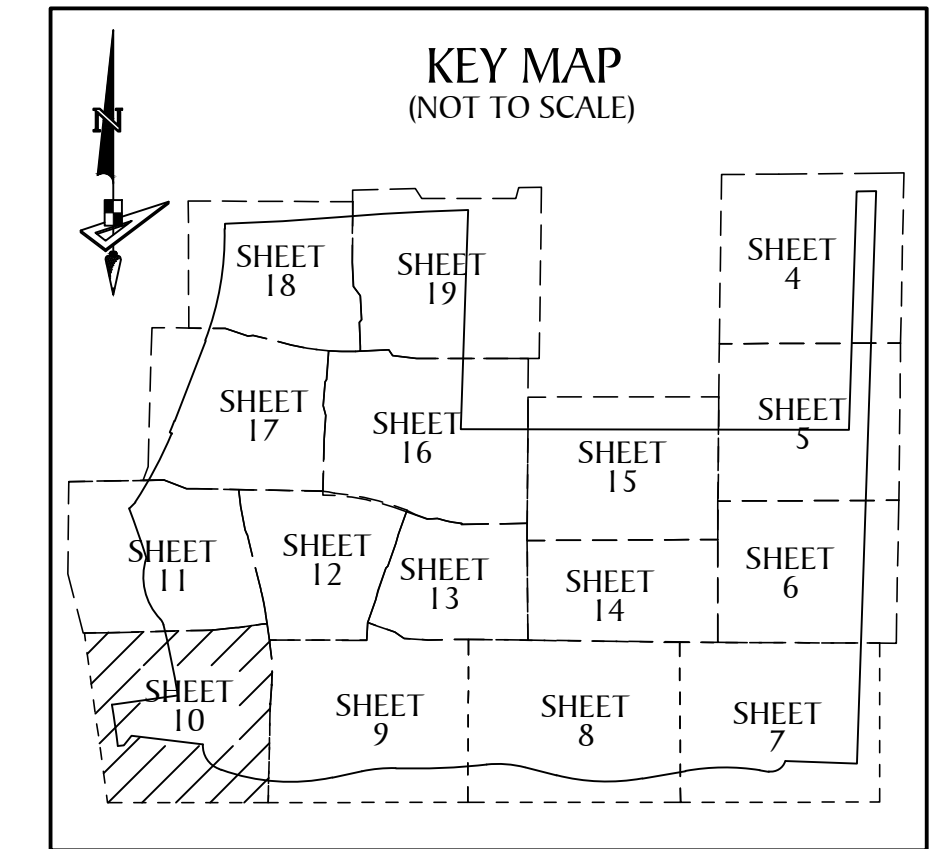 KEY MAP
(NOT TO SCALE)
N
SHEET
18
SHEET
19
SHEET
4
SHEET
17
SHEET
16
SHEET
15
SHEET
5
SHEET
11
SHEET
12
SHEET
13
SHEET
14
SHEET
6
SHEET
10
SHEET
9
SHEET
8
SHEET
7